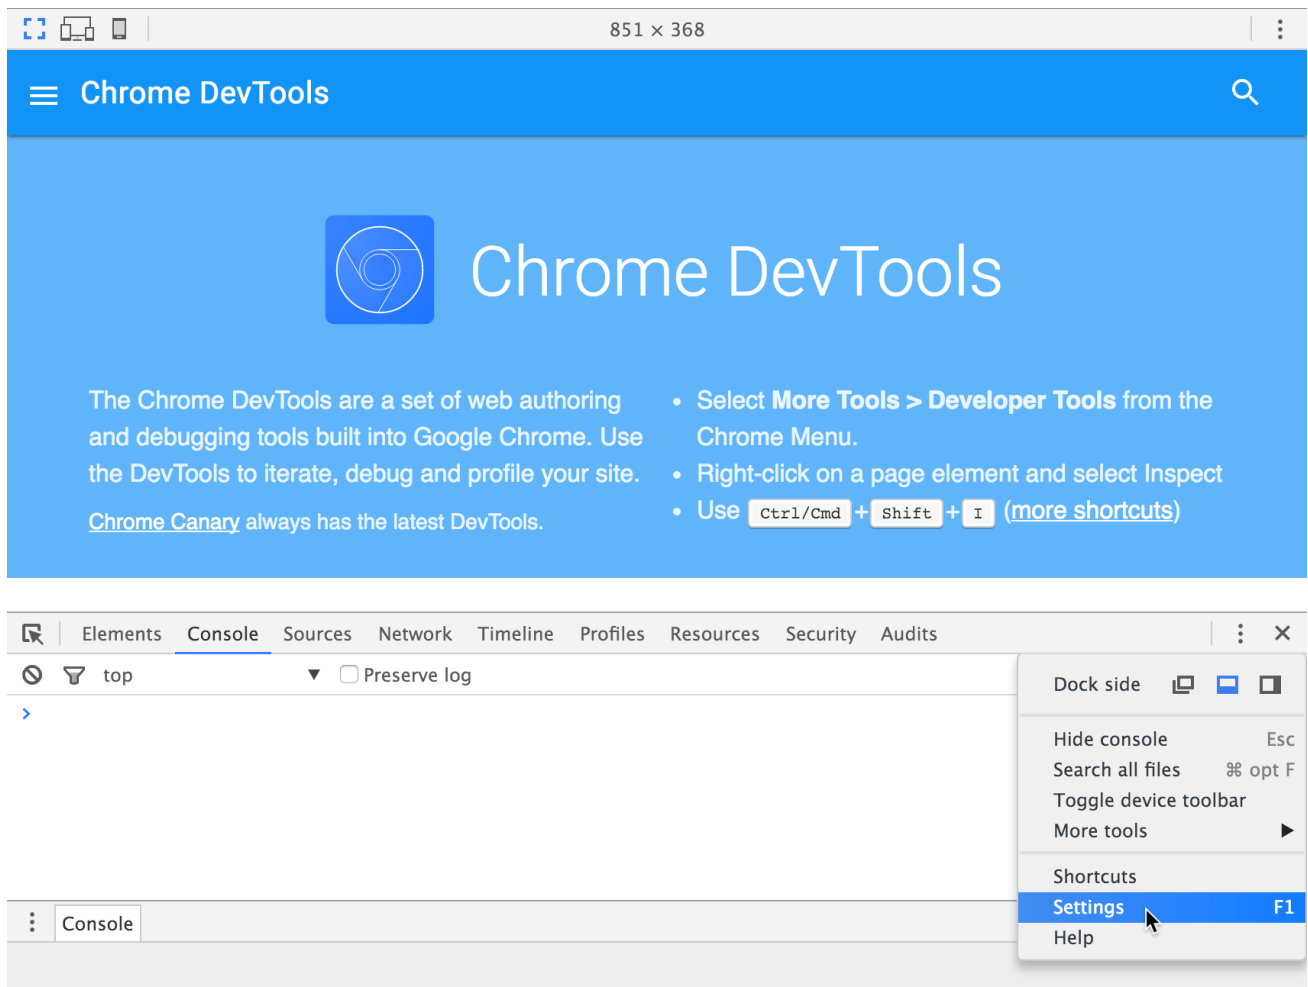 851 × 368
Chrome DevTools
Chrome DevTools
The Chrome DevTools are a set of web authoring
and debugging tools built into Google Chrome. Use
the DevTools to iterate, debug and profile your site.
Chrome Canary always has the latest DevTools.
• Select More Tools > Developer Tools from the
Chrome Menu.
• Right-click on a page element and select Inspect
• Use Ctrl/Cmd + Shift + I (more shortcuts)
Elements Console Sources Network Timeline Profiles Resources Security Audits
top ▼ Preserve log
>
Dock side
Hide console Esc
Search all files ⌘ opt F
Toggle device toolbar
More tools ▶
Shortcuts
Settings F1
Help
Console